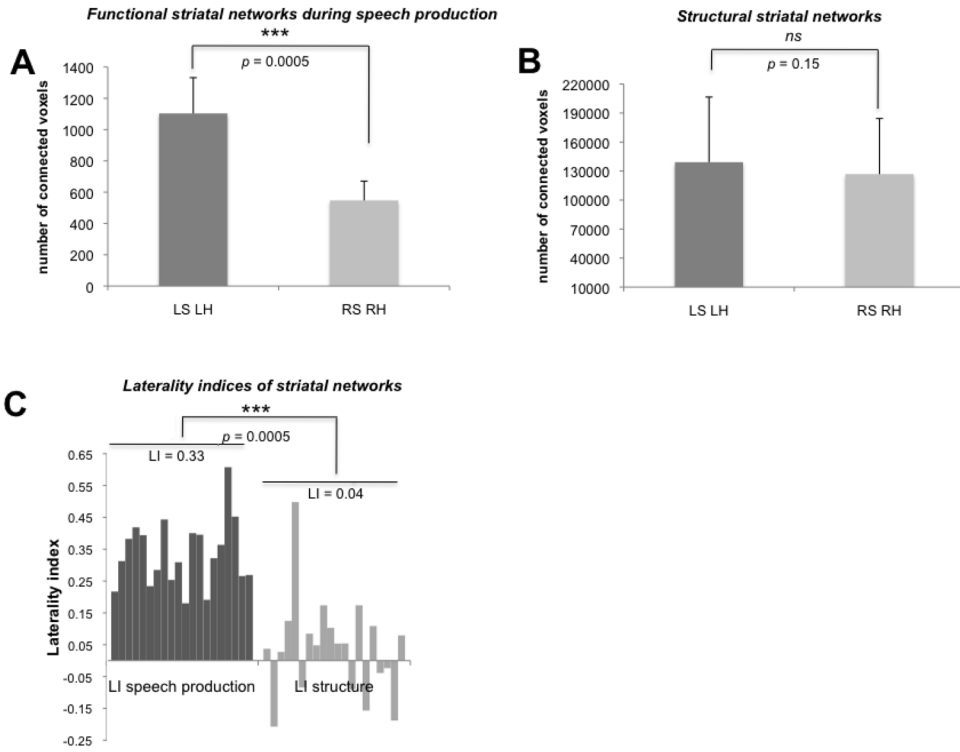 Functional striatal networks during speech production
***
A
p = 0.0005
number of connected voxels
1400
1200
1000
800
600
400
200
0
LS LH
RS RH
Structural striatal networks
ns
B
p = 0.15
number of connected voxels
220000
190000
160000
130000
100000
70000
40000
10000
LS LH
RS RH
Laterality indices of striatal networks
C
***
p = 0.0005
LI = 0.33
LI = 0.04
Laterality index
0.65
0.55
0.45
0.35
0.25
0.15
0.05
-0.05
-0.15
-0.25
LI speech production
LI structure